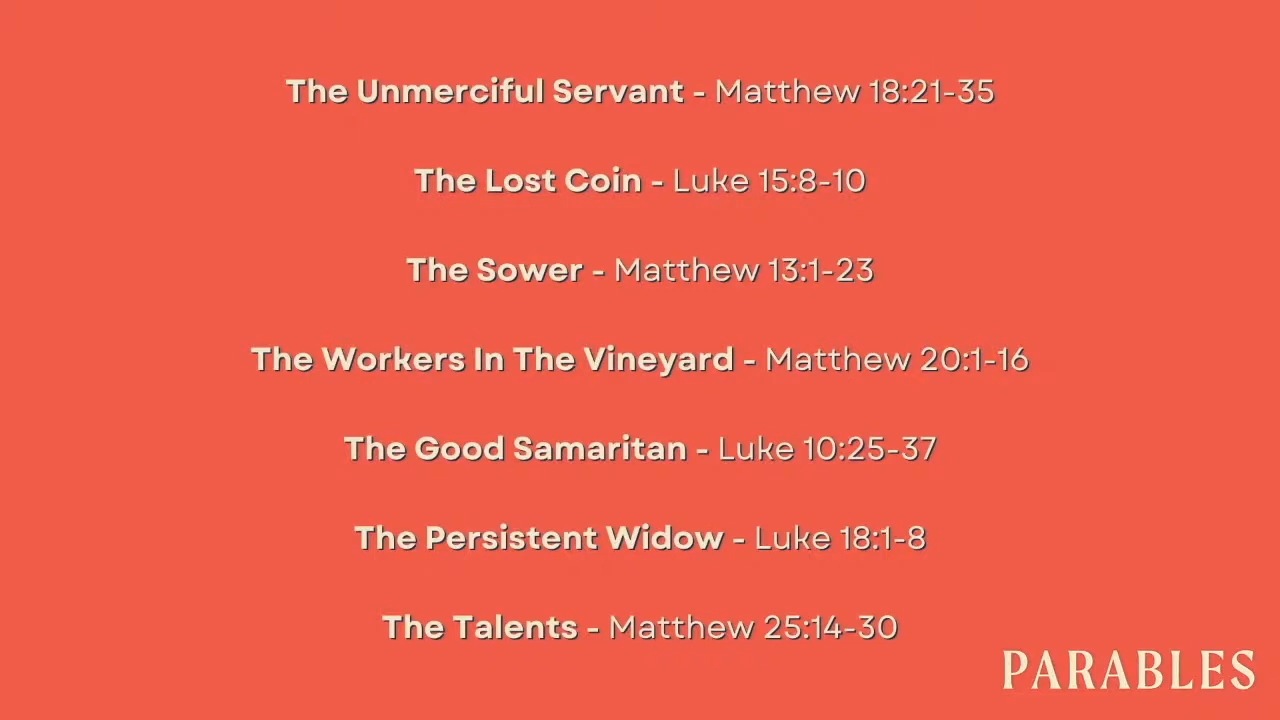 The Unmerciful Servant - Matthew 18:21-35
The Lost Coin - Luke 15:8-10
The Sower - Matthew 13:1-23
The Workers In The Vineyard - Matthew 20:1-16
The Good Samaritan - Luke 10:25-37
The Persistent Widow - Luke 18:1-8
The Talents - Matthew 25:14-30
PARABLES